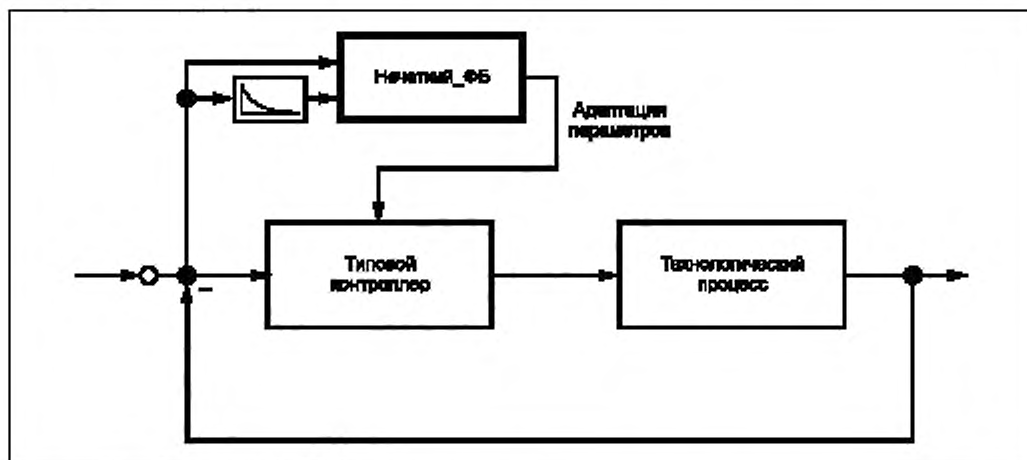 Нечеткий_ФБ
Адаптация
параметров
Типовой
контроллер
Технологический
процесс